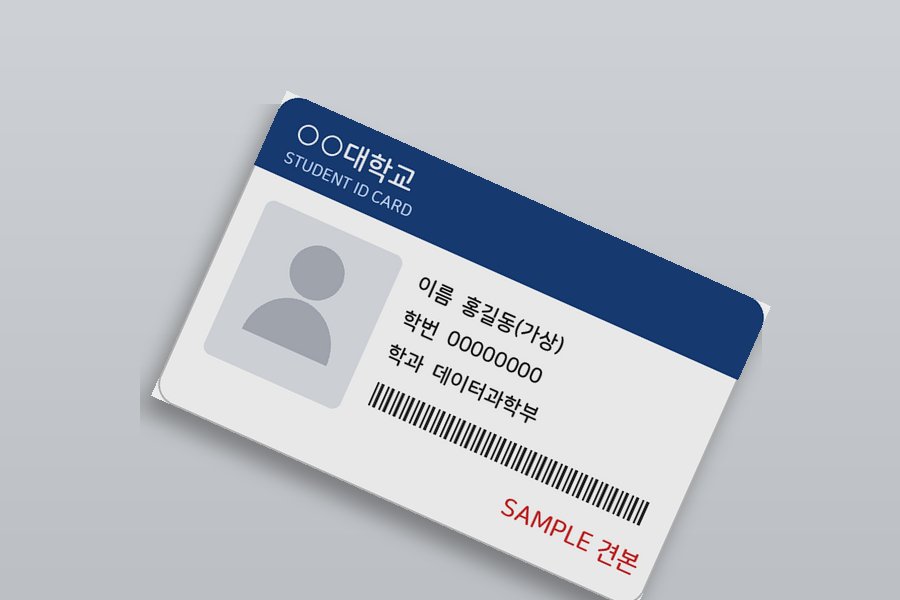 ○○대학교
STUDENT ID CARD
이름 홍길동(가상)
학번 00000000
학과 데이터과학부
SAMPLE 견본